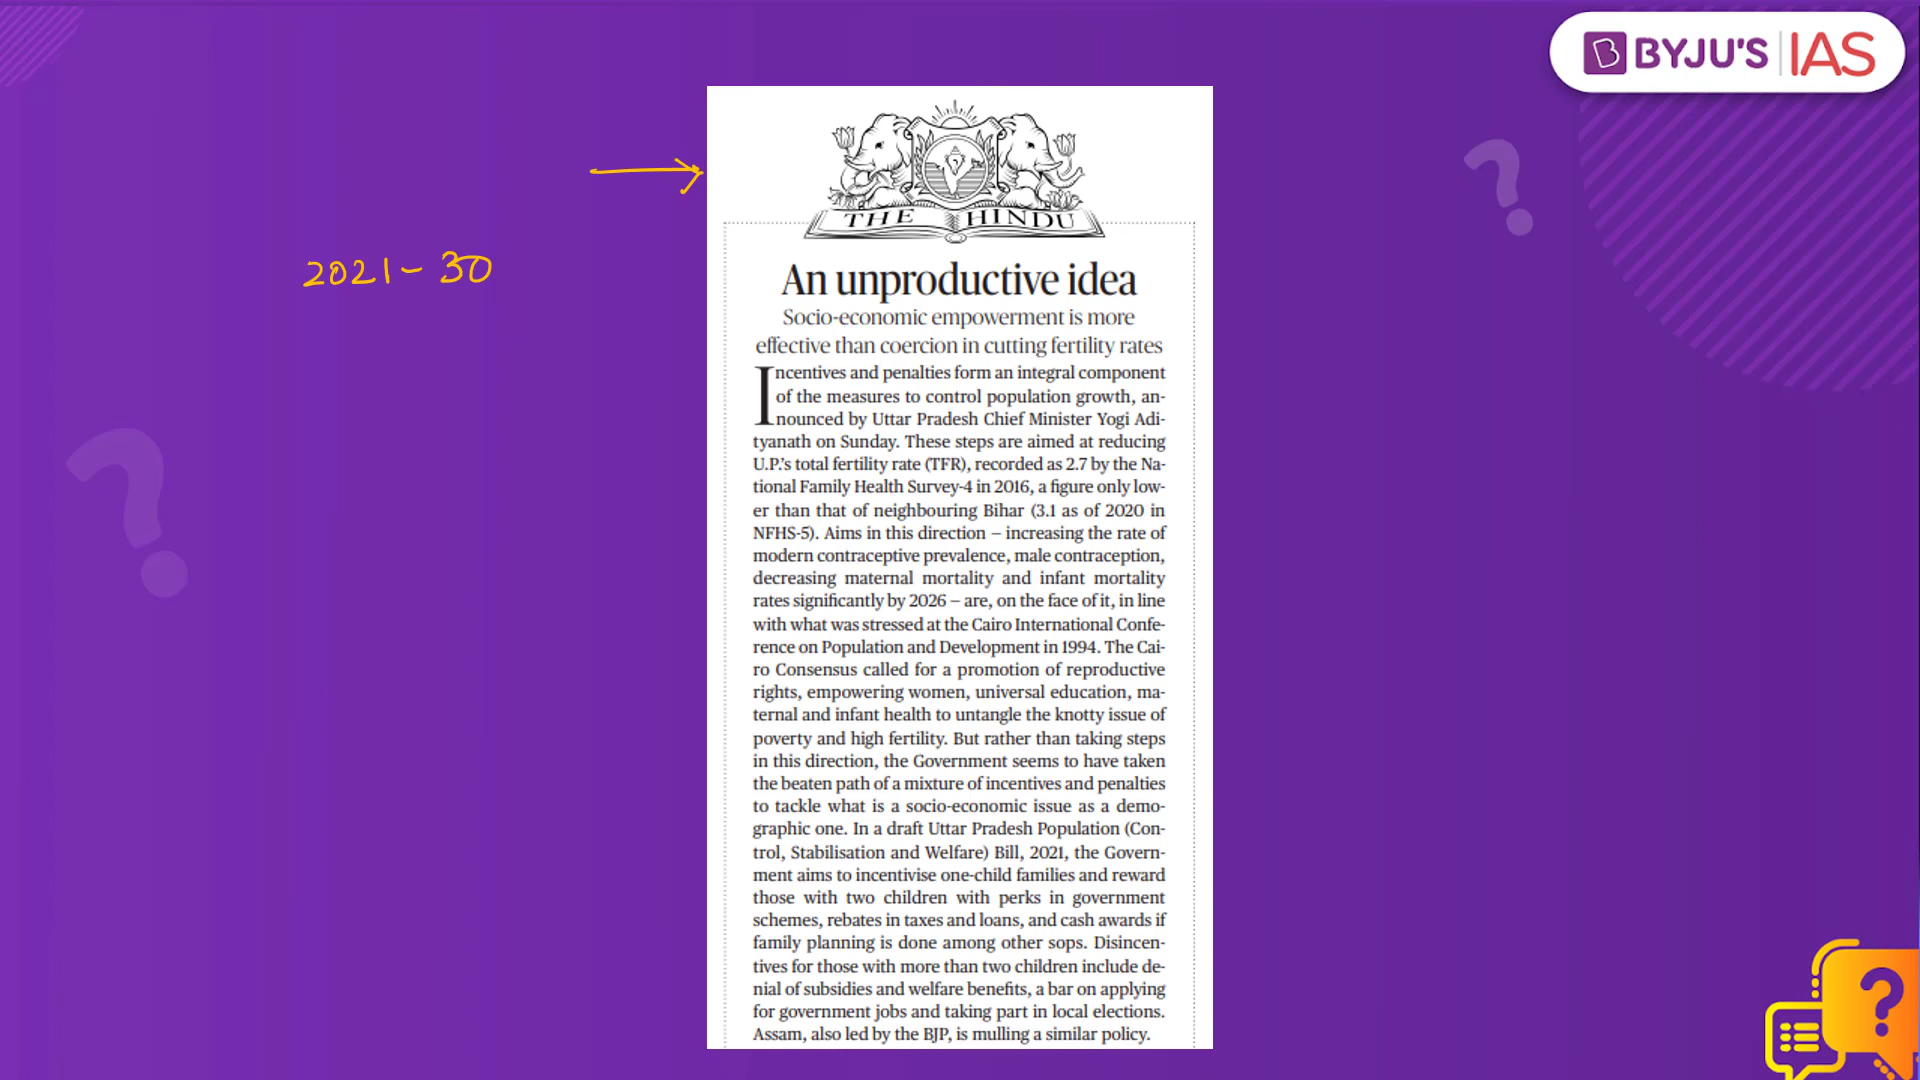 BYJU'S IAS
THE HINDU
2021-30
An unproductive idea
Socio-economic empowerment is more
effective than coercion in cutting fertility rates
Incentives and penalties form an integral component
of the measures to control population growth, an-
nounced by Uttar Pradesh Chief Minister Yogi Adi-
tyanath on Sunday. These steps are aimed at reducing
U.P.'s total fertility rate (TFR), recorded as 2.7 by the Na-
tional Family Health Survey-4 in 2016, a figure only low-
er than that of neighbouring Bihar (3.1 as of 2020 in
NFHS-5). Aims in this direction – increasing the rate of
modern contraceptive prevalence, male contraception,
decreasing maternal mortality and infant mortality
rates significantly by 2026 – are, on the face of it, in line
with what was stressed at the Cairo International Confe-
rence on Population and Development in 1994. The Cai-
ro Consensus called for a promotion of reproductive
rights, empowering women, universal education, ma-
ternal and infant health to untangle the knotty issue of
poverty and high fertility. But rather than taking steps
in this direction, the Government seems to have taken
the beaten path of a mixture of incentives and penalties
to tackle what is a socio-economic issue as a demo-
graphic one. In a draft Uttar Pradesh Population (Con-
trol, Stabilisation and Welfare) Bill, 2021, the Govern-
ment aims to incentivise one-child families and reward
those with two children with perks in government
schemes, rebates in taxes and loans, and cash awards if
family planning is done among other sops. Disincen-
tives for those with more than two children include de-
nial of subsidies and welfare benefits, a bar on applying
for government jobs and taking part in local elections.
Assam, also led by the BJP, is mulling a similar policy.